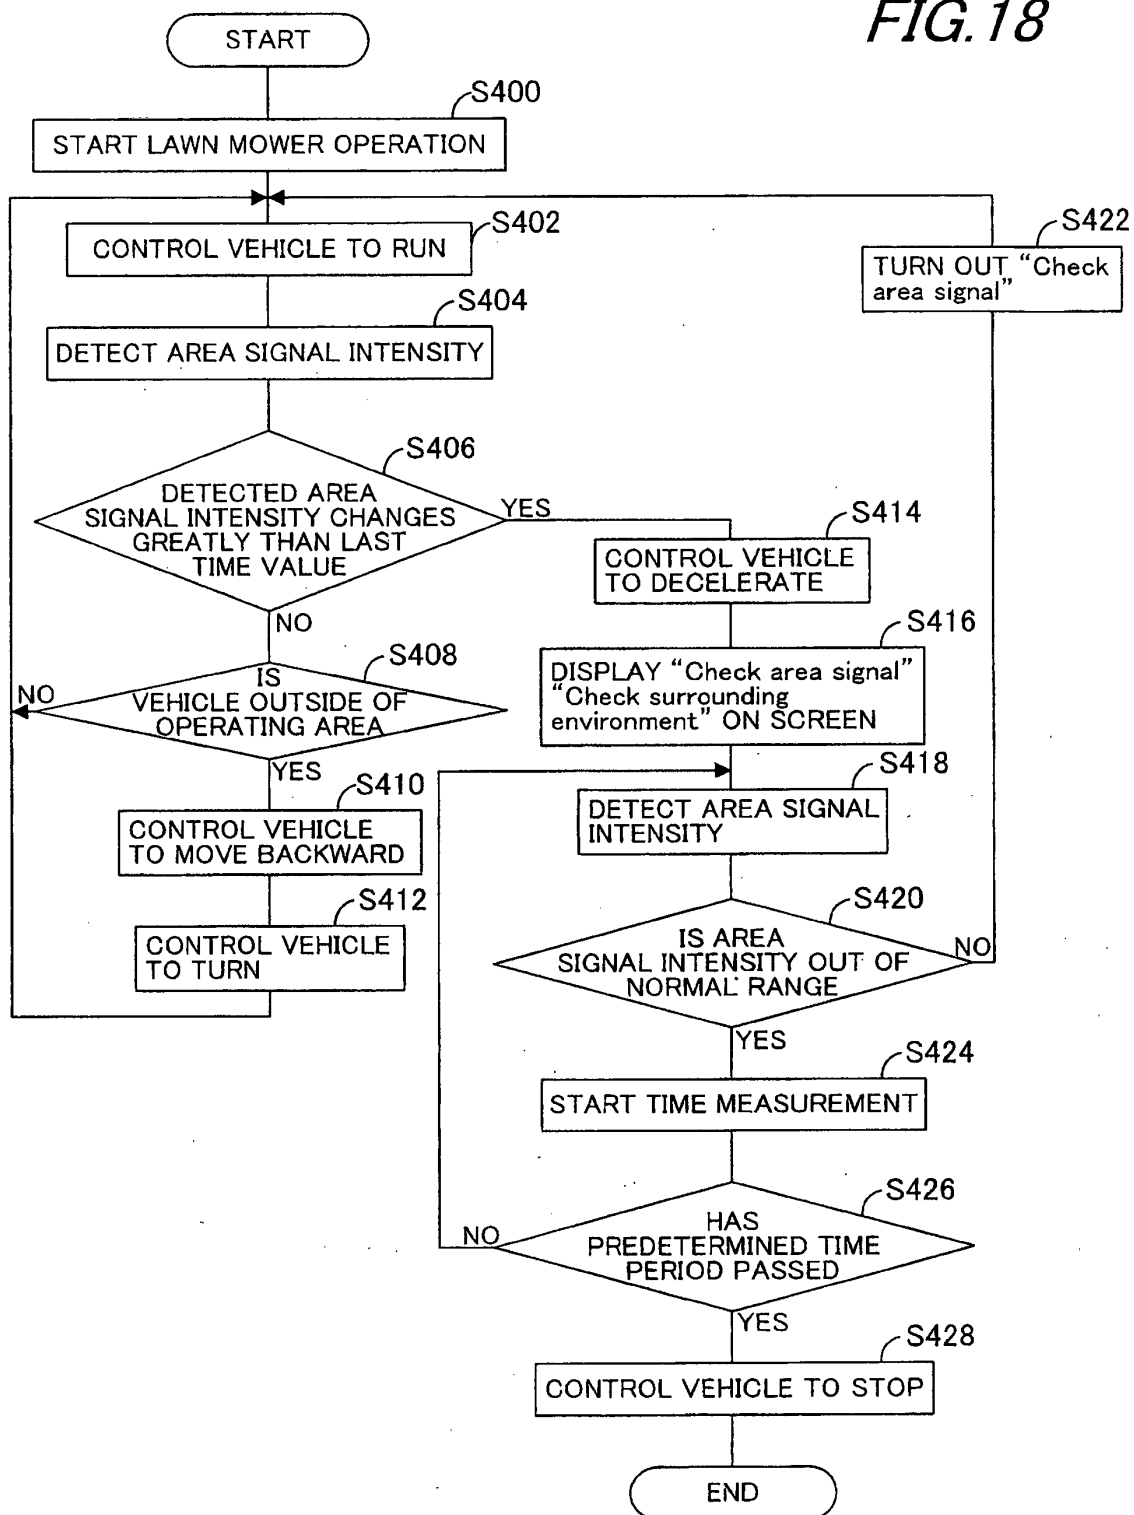 FIG.18
START
S400
START LAWN MOWER OPERATION
S402
CONTROL VEHICLE TO RUN
S404
DETECT AREA SIGNAL INTENSITY
S406
DETECTED AREA
SIGNAL INTENSITY CHANGES
GREATLY THAN LAST
TIME VALUE
YES
NO
S408
IS
VEHICLE OUTSIDE OF
OPERATING AREA
NO
YES
S410
CONTROL VEHICLE
TO MOVE BACKWARD
S412
CONTROL VEHICLE
TO TURN
S414
CONTROL VEHICLE
TO DECELERATE
S416
DISPLAY “Check area signal”
“Check surrounding
environment” ON SCREEN
S418
DETECT AREA SIGNAL
INTENSITY
S420
IS AREA
SIGNAL INTENSITY OUT OF
NORMAL RANGE
NO
YES
S422
TURN OUT “Check
area signal”
S424
START TIME MEASUREMENT
S426
HAS
PREDETERMINED TIME
PERIOD PASSED
NO
YES
S428
CONTROL VEHICLE TO STOP
END